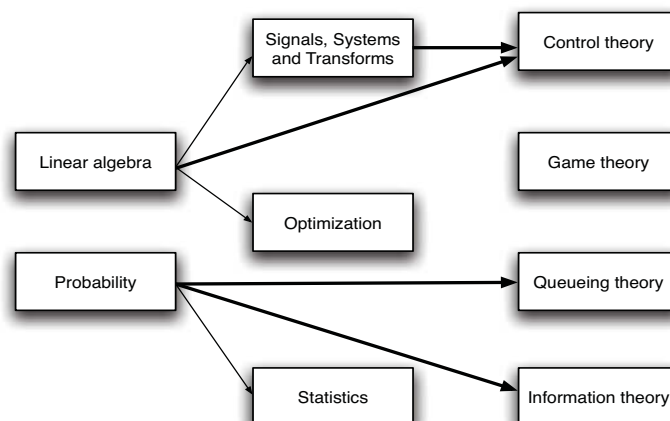 Signals, Systems
and Transforms
Control theory
Linear algebra
Game theory
Optimization
Probability
Queueing theory
Statistics
Information theory